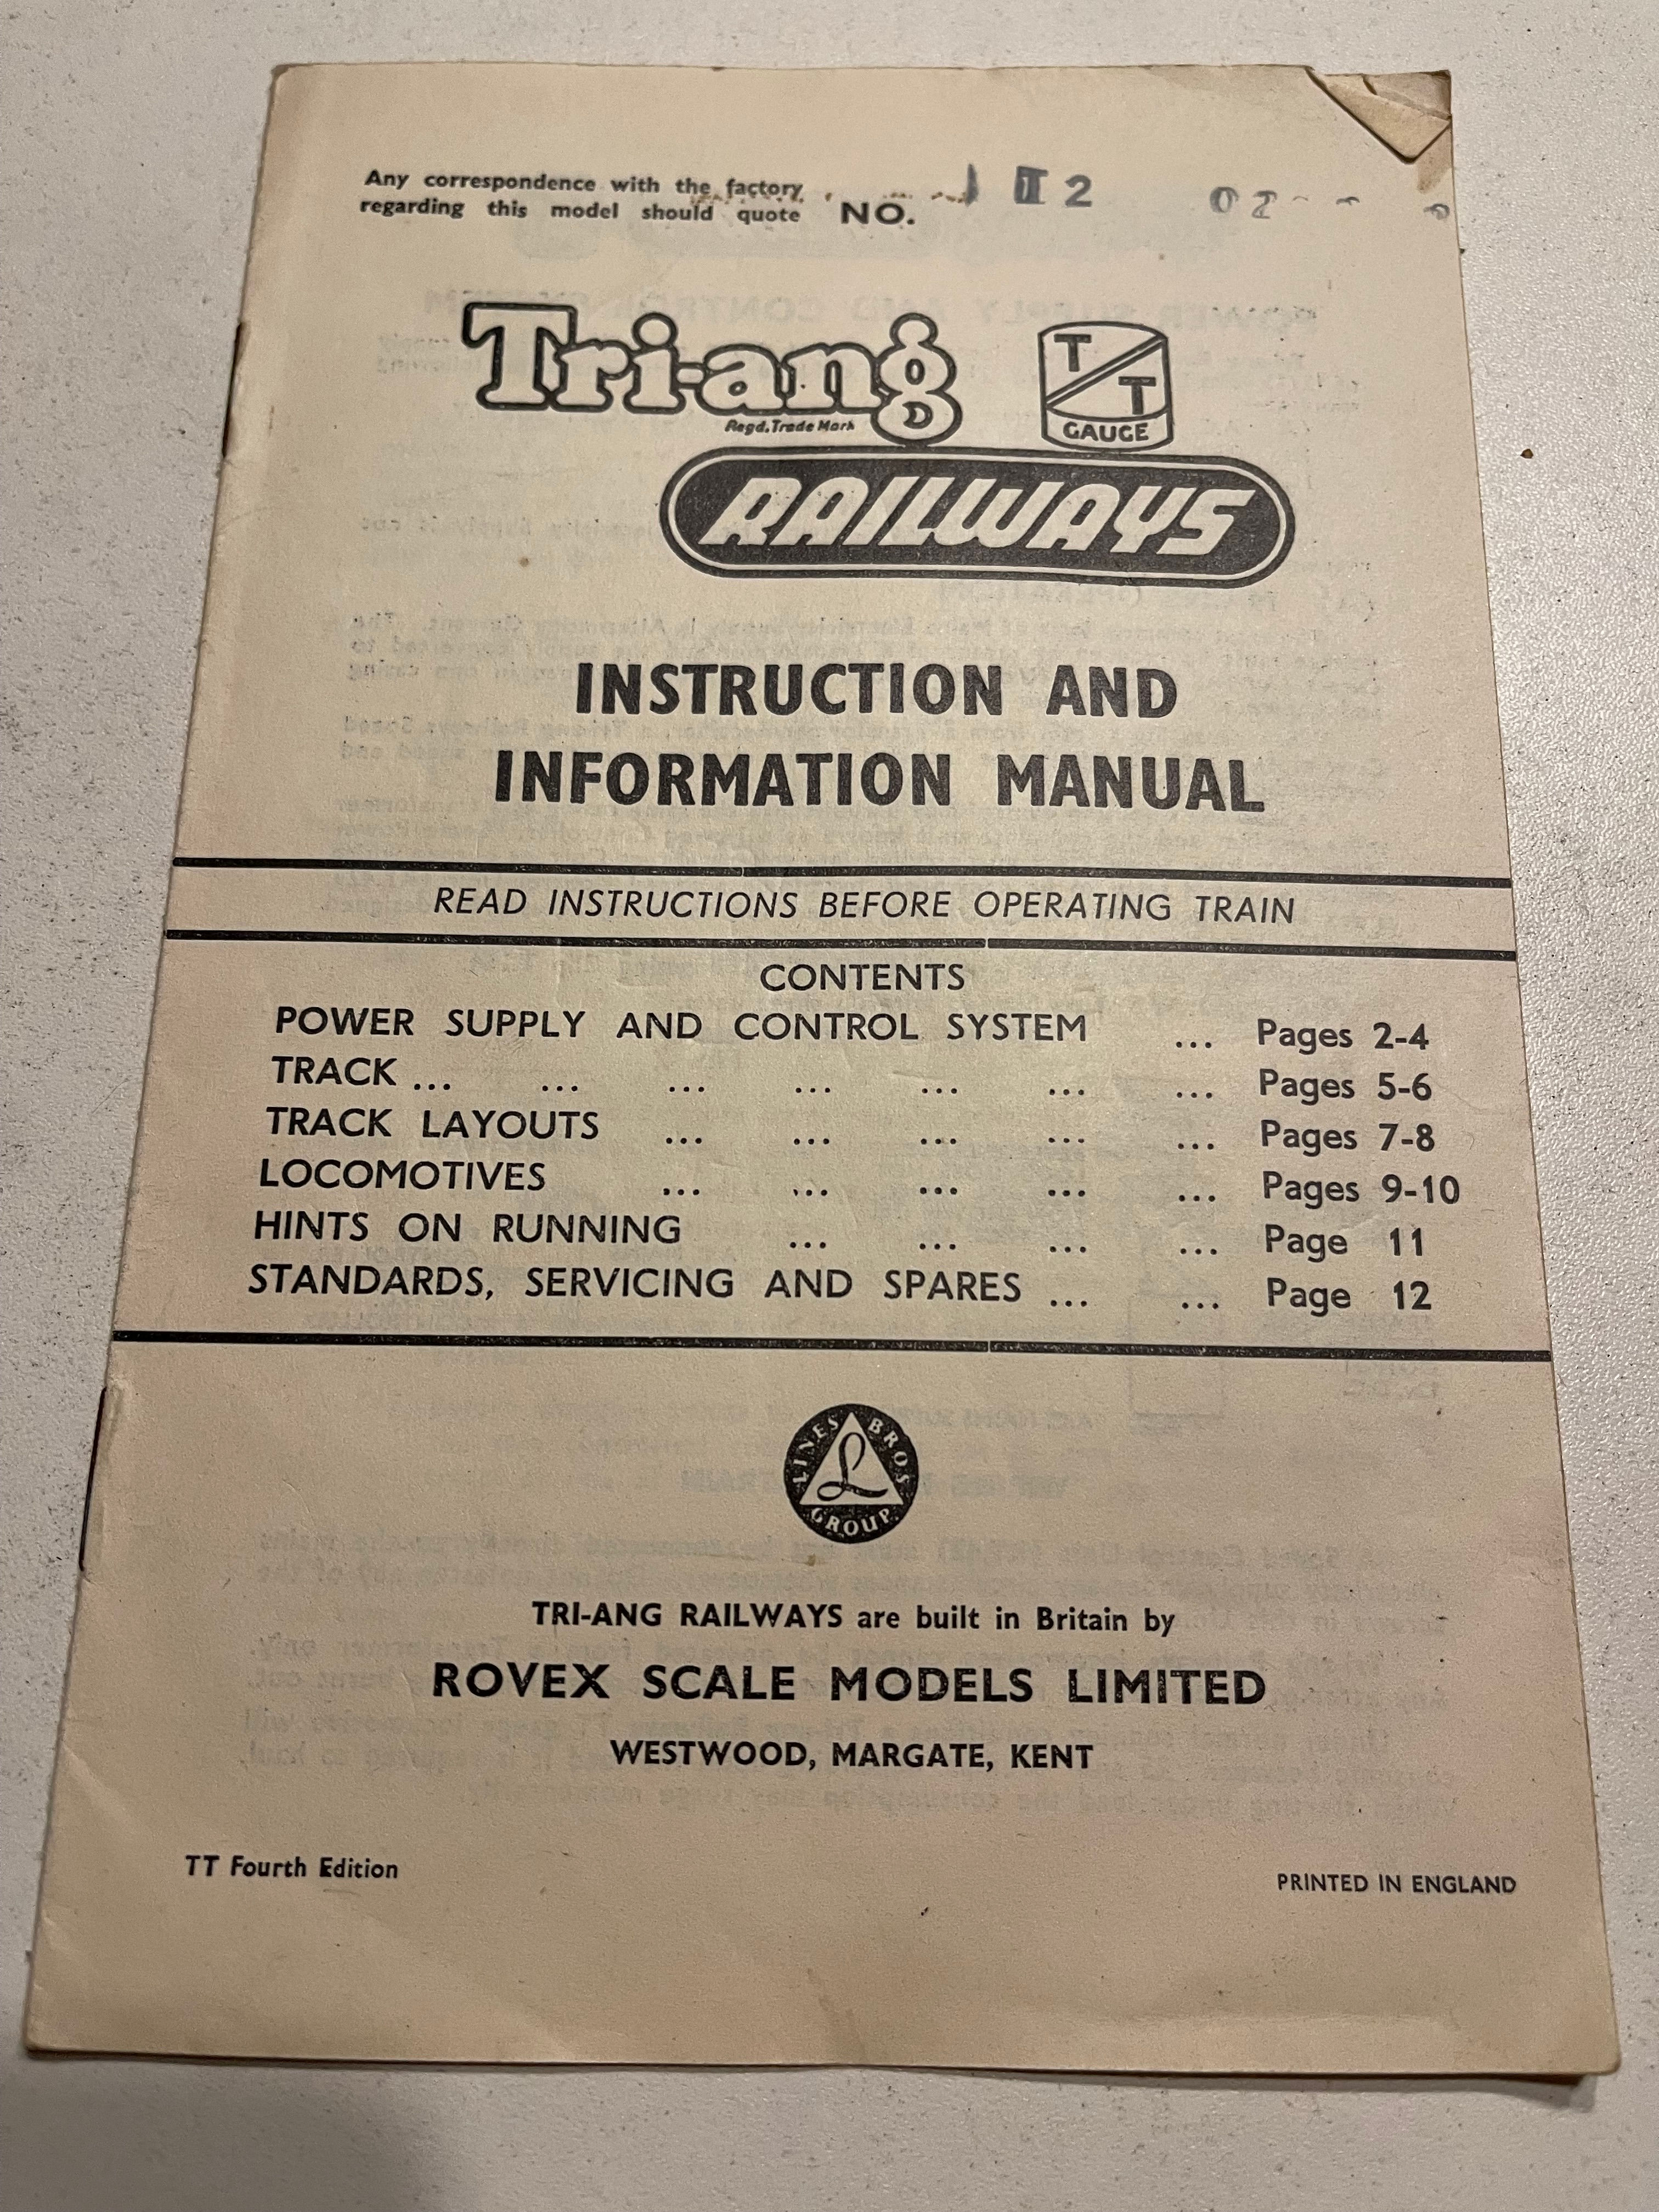 Any correspondence with the factory
regarding this model should quote NO.
Tri-ang
Regd. Trade Mark
T T
GAUGE
RAILWAYS
INSTRUCTION AND
INFORMATION MANUAL
READ INSTRUCTIONS BEFORE OPERATING TRAIN
CONTENTS
POWER SUPPLY AND CONTROL SYSTEM ... Pages 2-4
TRACK ... ... ... ... ... ... ... Pages 5-6
TRACK LAYOUTS ... ... ... ... ... Pages 7-8
LOCOMOTIVES ... ... ... ... ... Pages 9-10
HINTS ON RUNNING ... ... ... ... Page 11
STANDARDS, SERVICING AND SPARES ... ... Page 12
LINES BROS GROUP
L
TRI-ANG RAILWAYS are built in Britain by
ROVEX SCALE MODELS LIMITED
WESTWOOD, MARGATE, KENT
TT Fourth Edition
PRINTED IN ENGLAND